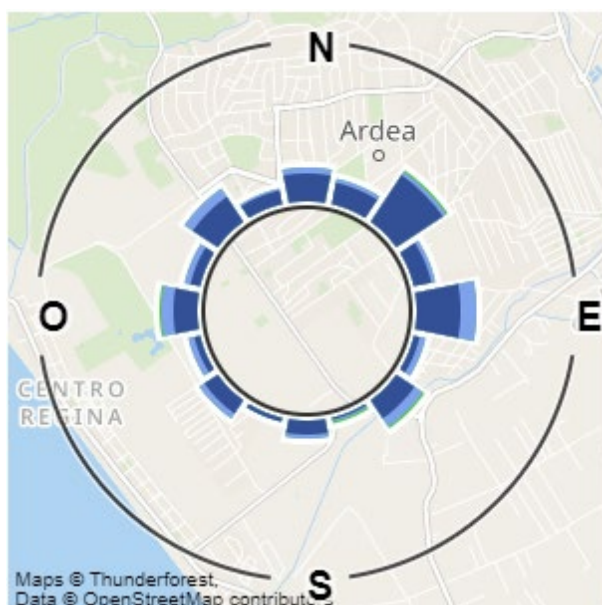 N
Ardea
O
E
CENTRO
REGINA
S
Maps © Thunderforest,
Data © OpenStreetMap